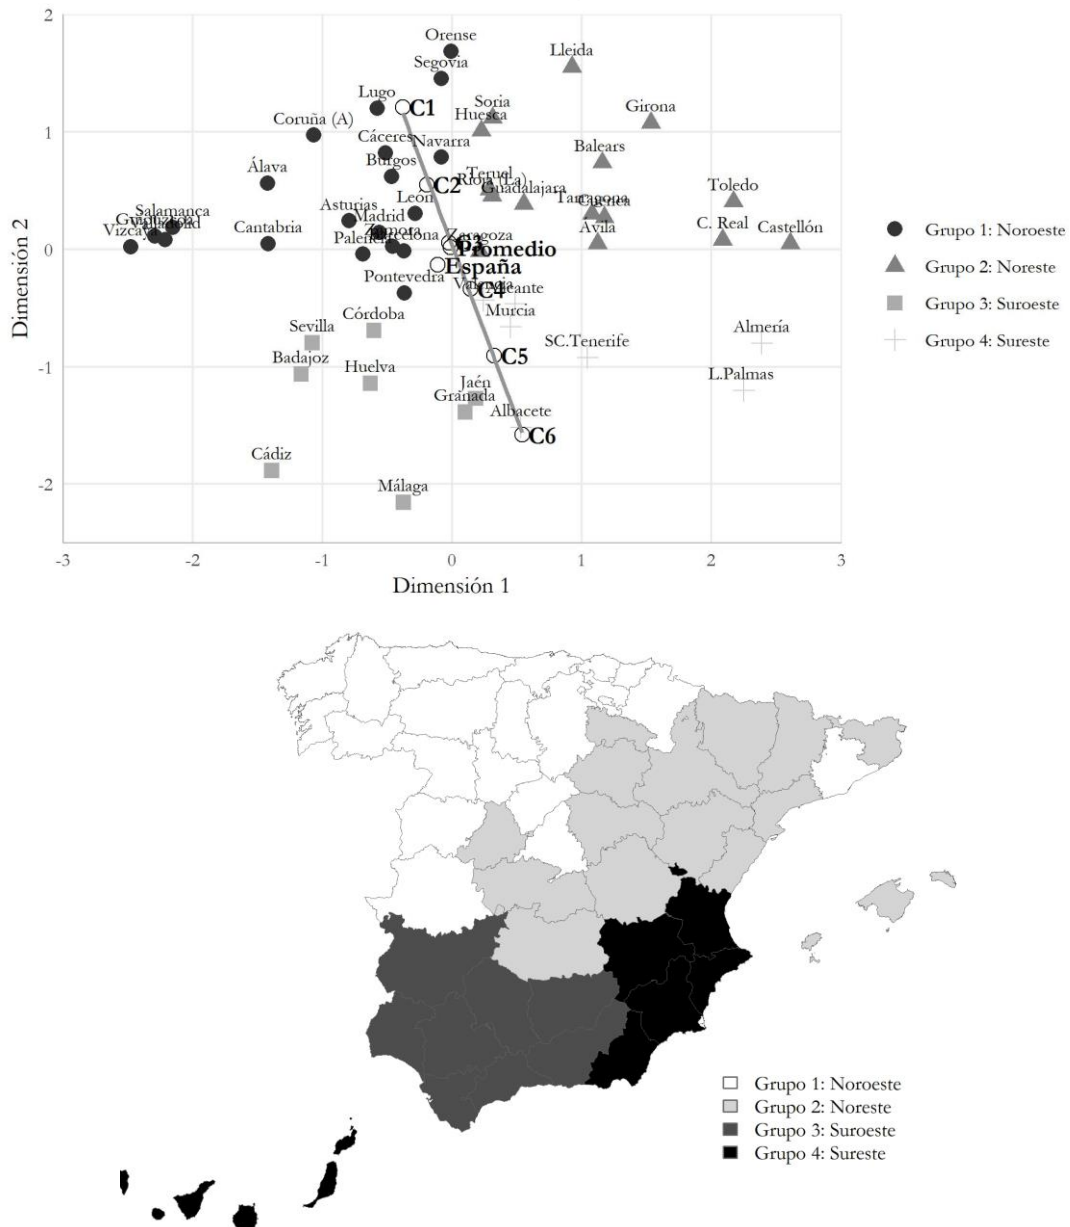 2
Orense
Lleida
Segovia
Lugo
C1
Soria
Girona
Coruña (A)
Huesca
1
Cáceres
Navarra
Balears
Burgos
Teruel
Álava
C2
Rioja (La)
Guadalajara
Toledo
León
Tarragona
Cuenca
Asturias
Salamanca
Madrid
Guipúzcoa
Vizcaya
Valladolid
Cantabria
Zamora
Zaragoza
Ávila
C. Real
Castellón
Palencia
Barcelona
0
Promedio
España
Pontevedra
Valencia
C4
Alicante
Córdoba
Murcia
Sevilla
SC.Tenerife
Almería
Badajoz
C5
Huelva
-1
Jaén
L.Palmas
Granada
Albacete
C6
Cádiz
Málaga
-2
-3
-2
-1
0
1
2
3
Dimensión 1
Dimensión 2
Grupo 1: Noroeste
Grupo 2: Noreste
Grupo 3: Suroeste
Grupo 4: Sureste
Grupo 1: Noroeste
Grupo 2: Noreste
Grupo 3: Suroeste
Grupo 4: Sureste